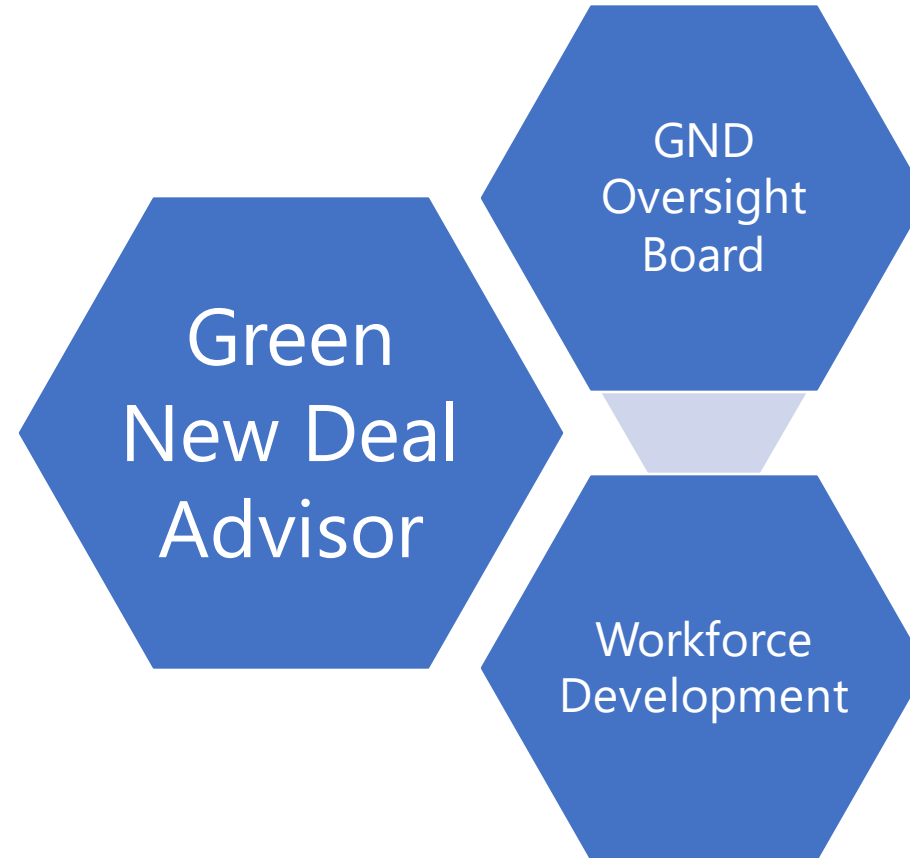 Green
New Deal
Advisor
GND
Oversight
Board
Workforce
Development